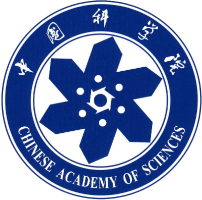 中国科学院
CHINESE ACADEMY OF SCIENCES